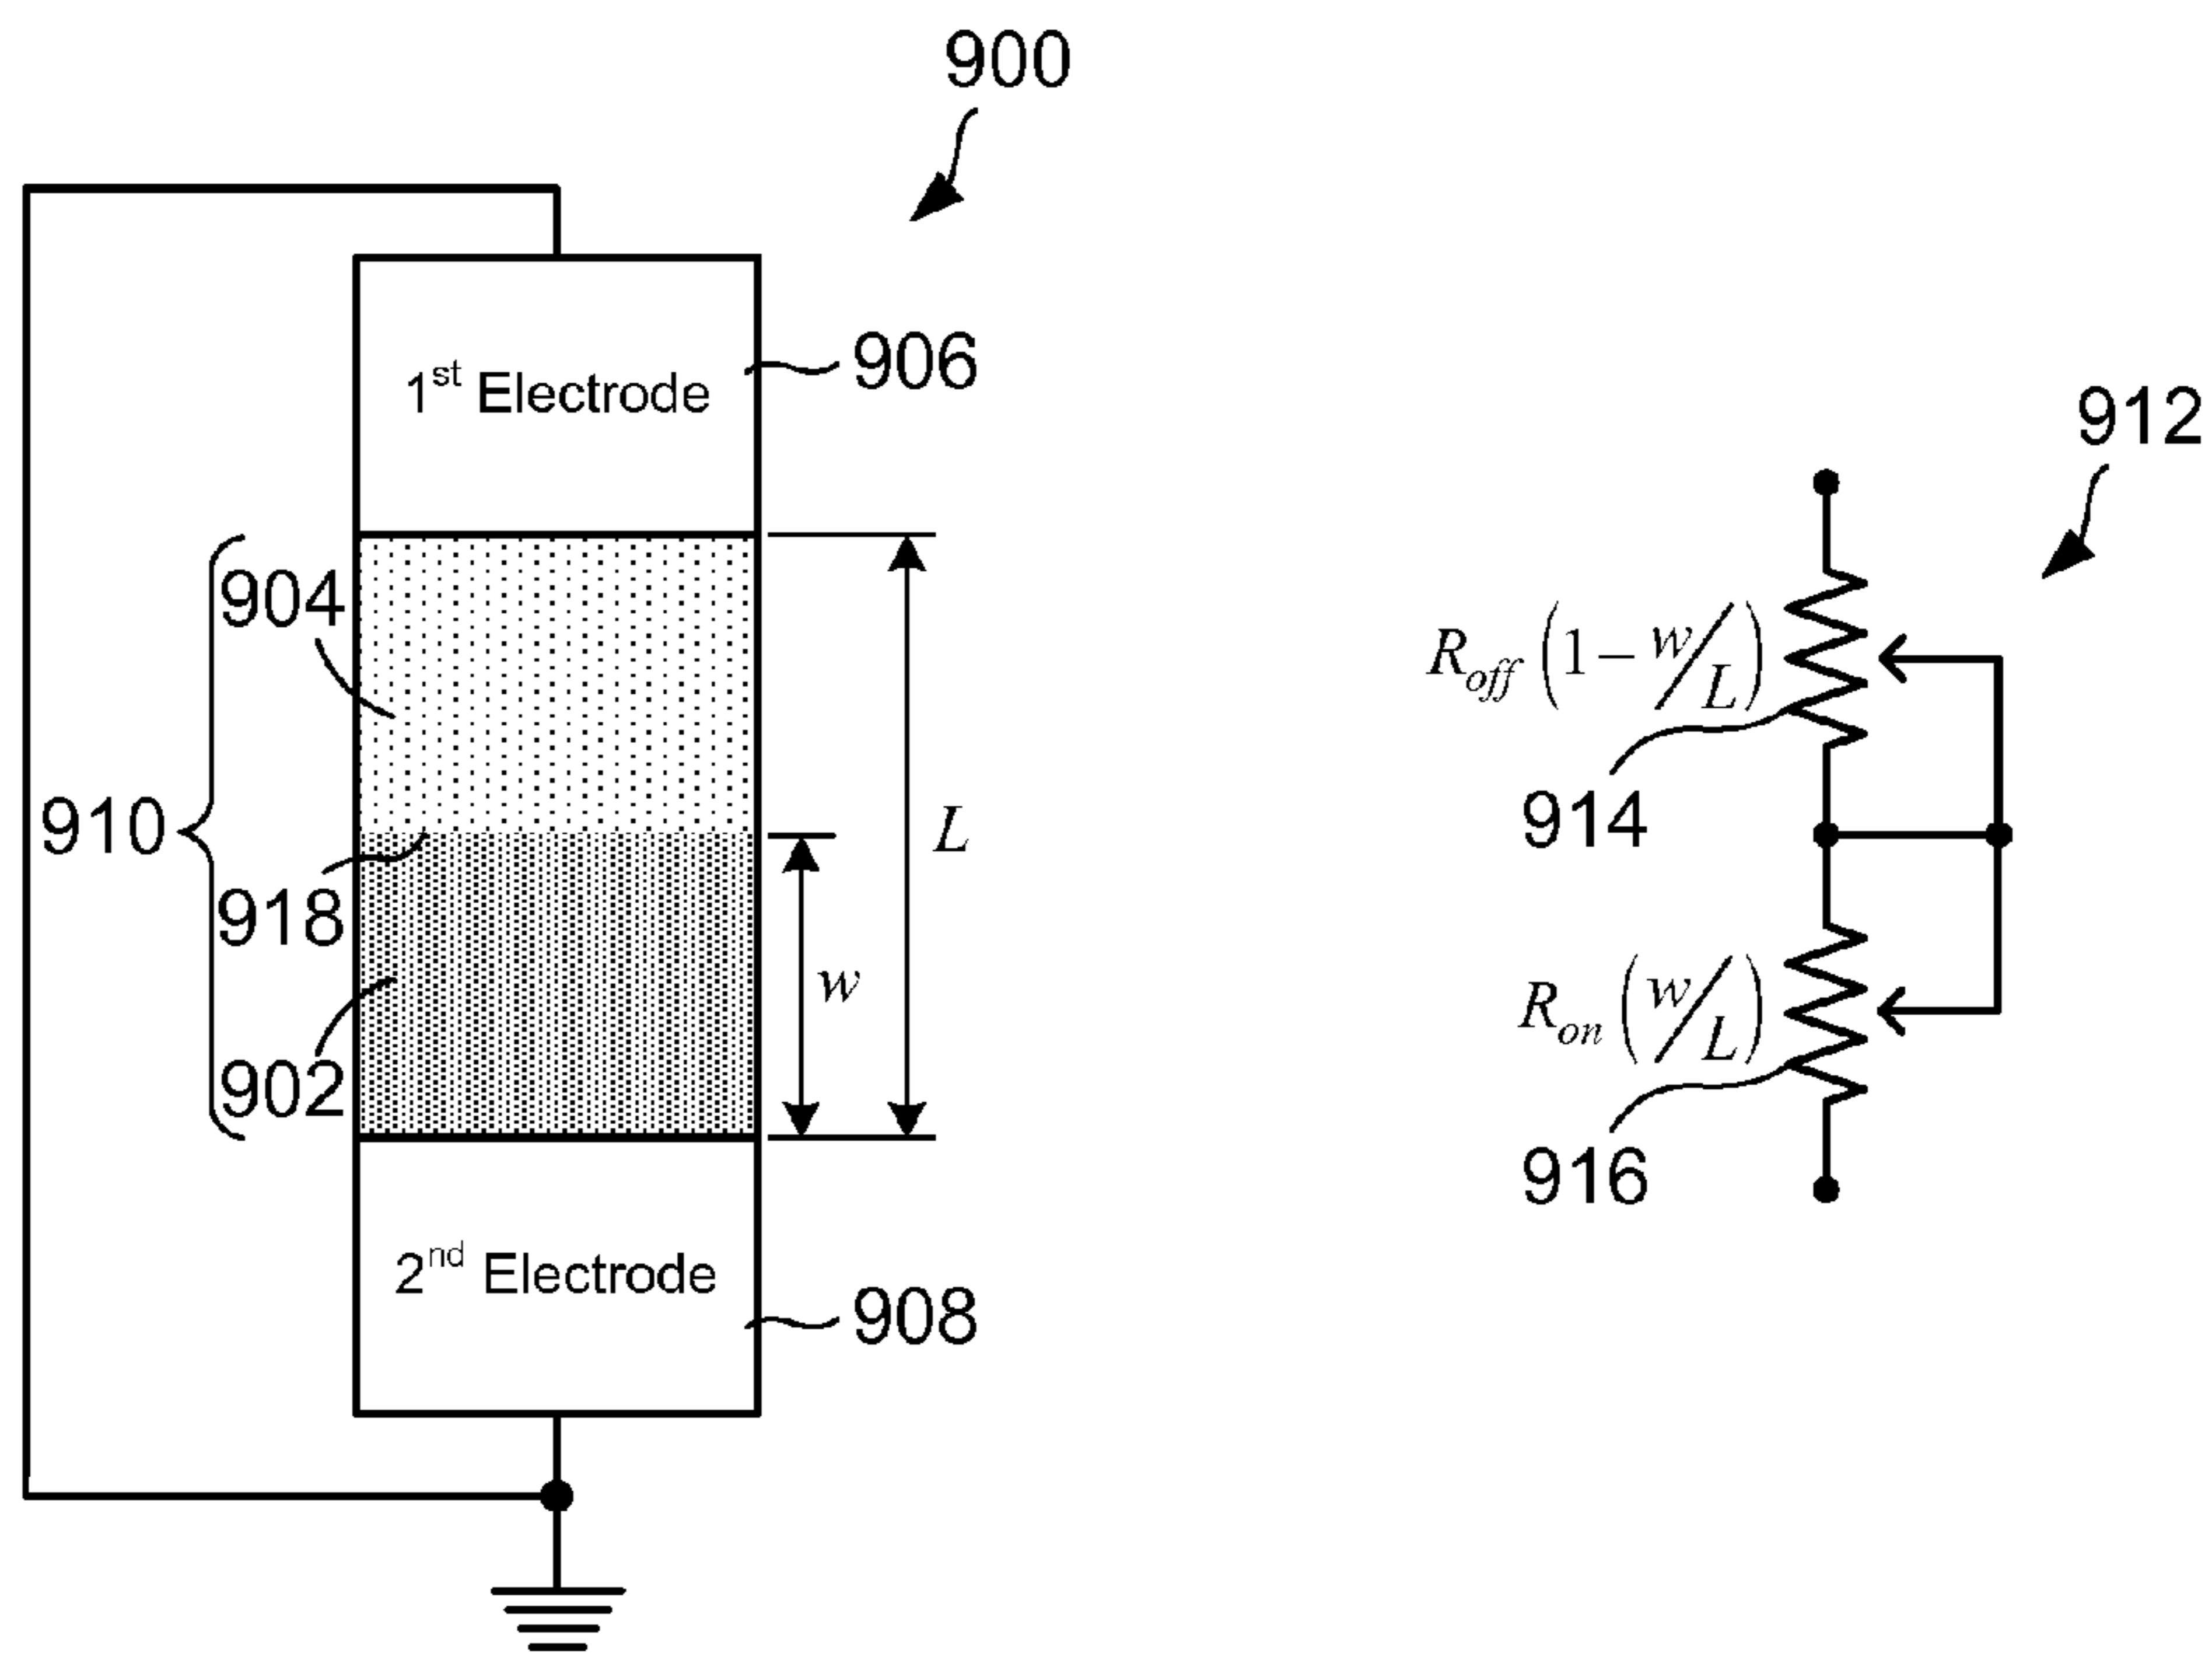 900
1st Electrode
906
912
904
Roff (1−w/L)
914
910
L
918
w
902
Ron (w/L)
916
2nd Electrode
908